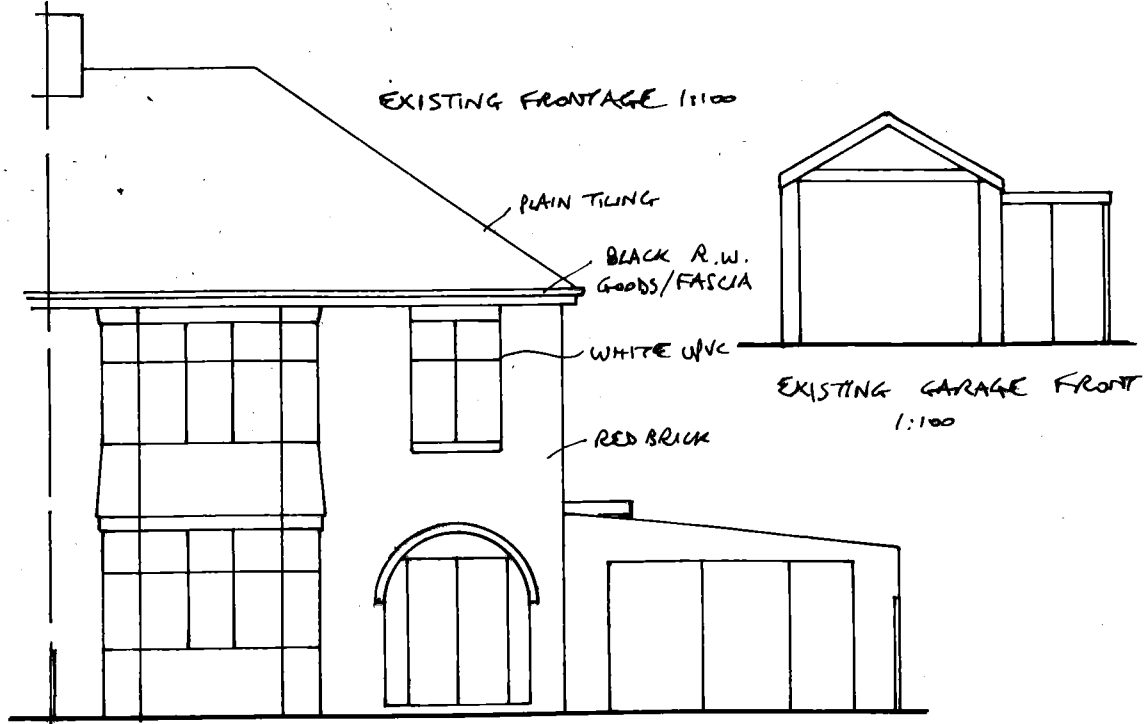 EXISTING FRONTAGE 1:100
PLAIN TILING
BLACK R.W.
GOODS/FASCIA
WHITE UPVC
RED BRICK
EXISTING GARAGE FRONT
1:100